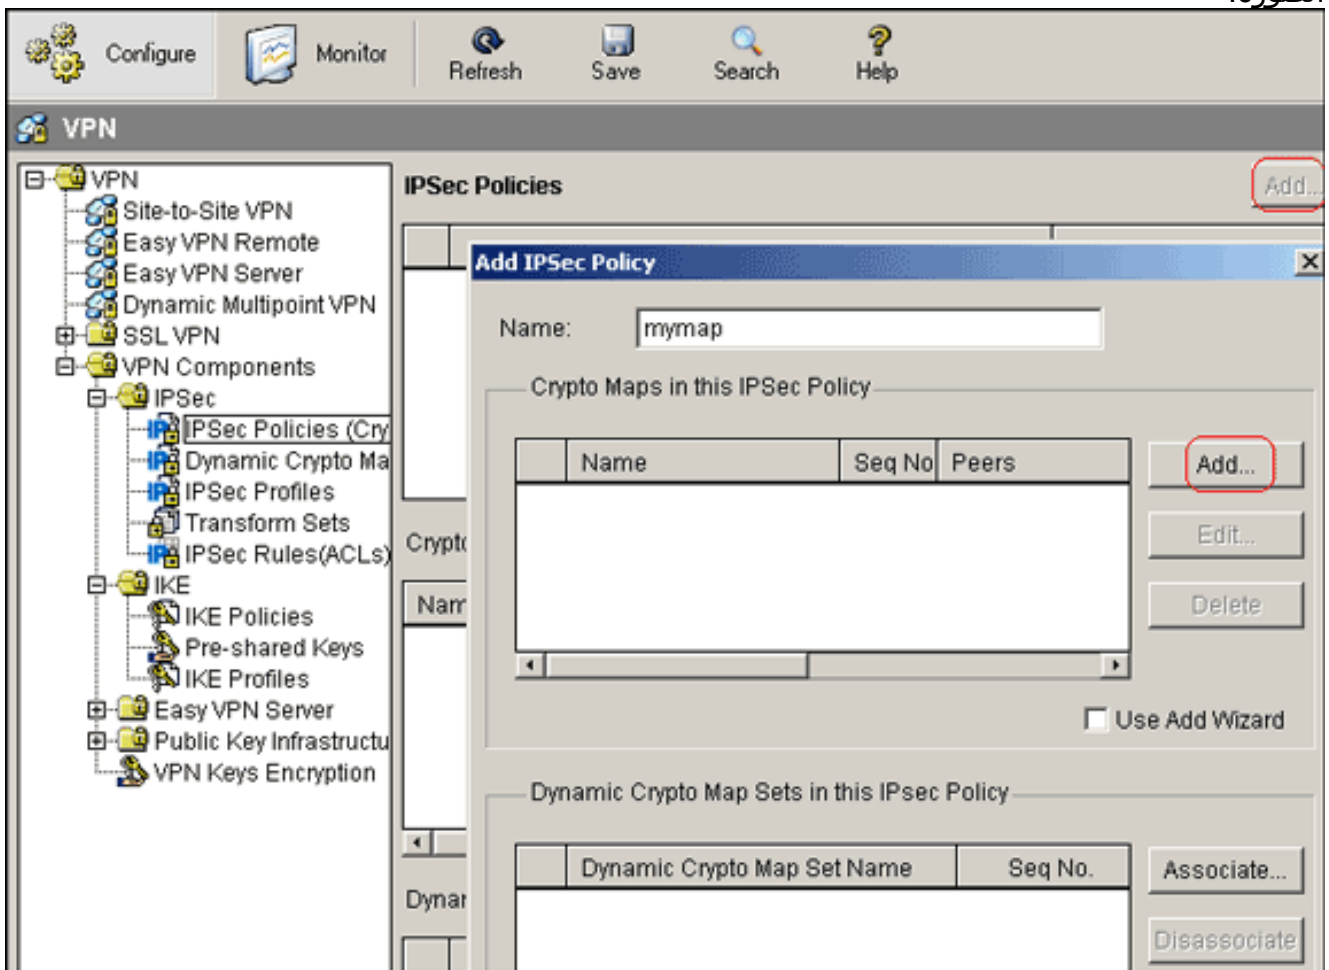 الصورة.
Configure Monitor Refresh Save Search Help
VPN
VPN
Site-to-Site VPN
Easy VPN Remote
Easy VPN Server
Dynamic Multipoint VPN
SSL VPN
VPN Components
IPSec
IPSec Policies (Cry
Dynamic Crypto Ma
IPSec Profiles
Transform Sets
IPSec Rules(ACLs)
IKE
IKE Policies
Pre-shared Keys
IKE Profiles
Easy VPN Server
Public Key Infrastructu
VPN Keys Encryption
IPSec Policies Add...
Crypto
Nam
Dynar
Add IPSec Policy
Name: mymap
Crypto Maps in this IPSec Policy
Name Seq No Peers
Add...
Edit...
Delete
Use Add Wizard
Dynamic Crypto Map Sets in this IPsec Policy
Dynamic Crypto Map Set Name Seq No.
Associate...
Disassociate